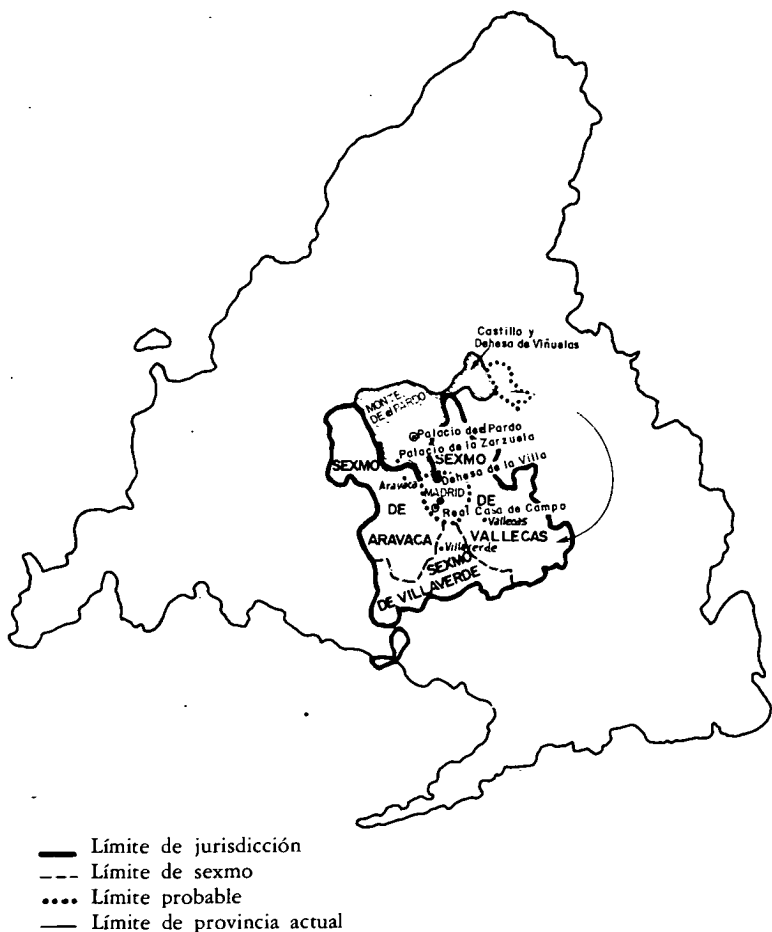 Castillo y
Dehesa de Viñuelas
MONTE
DE el PARDO
Palacio del Pardo
Palacio de la Zarzuela
SEXMO
SEXMO
Dehesa de la Villa
Aravaca
MADRID
DE
DE
Real Casa de Campo
Vallecas
ARAVACA
VALLECAS
Villaverde
SEXMO
DE VILLAVERDE
Límite de jurisdicción
Límite de sexmo
Límite probable
Límite de provincia actual